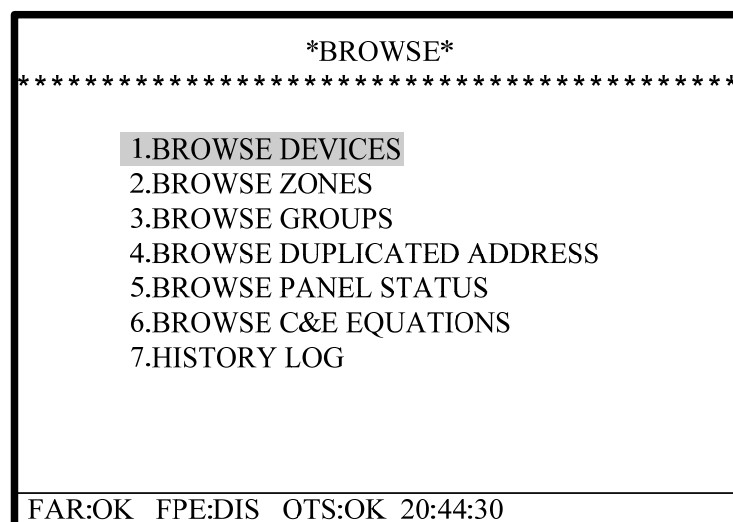 *BROWSE*
*******************************************
1.BROWSE DEVICES
2.BROWSE ZONES
3.BROWSE GROUPS
4.BROWSE DUPLICATED ADDRESS
5.BROWSE PANEL STATUS
6.BROWSE C&E EQUATIONS
7.HISTORY LOG
FAR:OK FPE:DIS OTS:OK 20:44:30